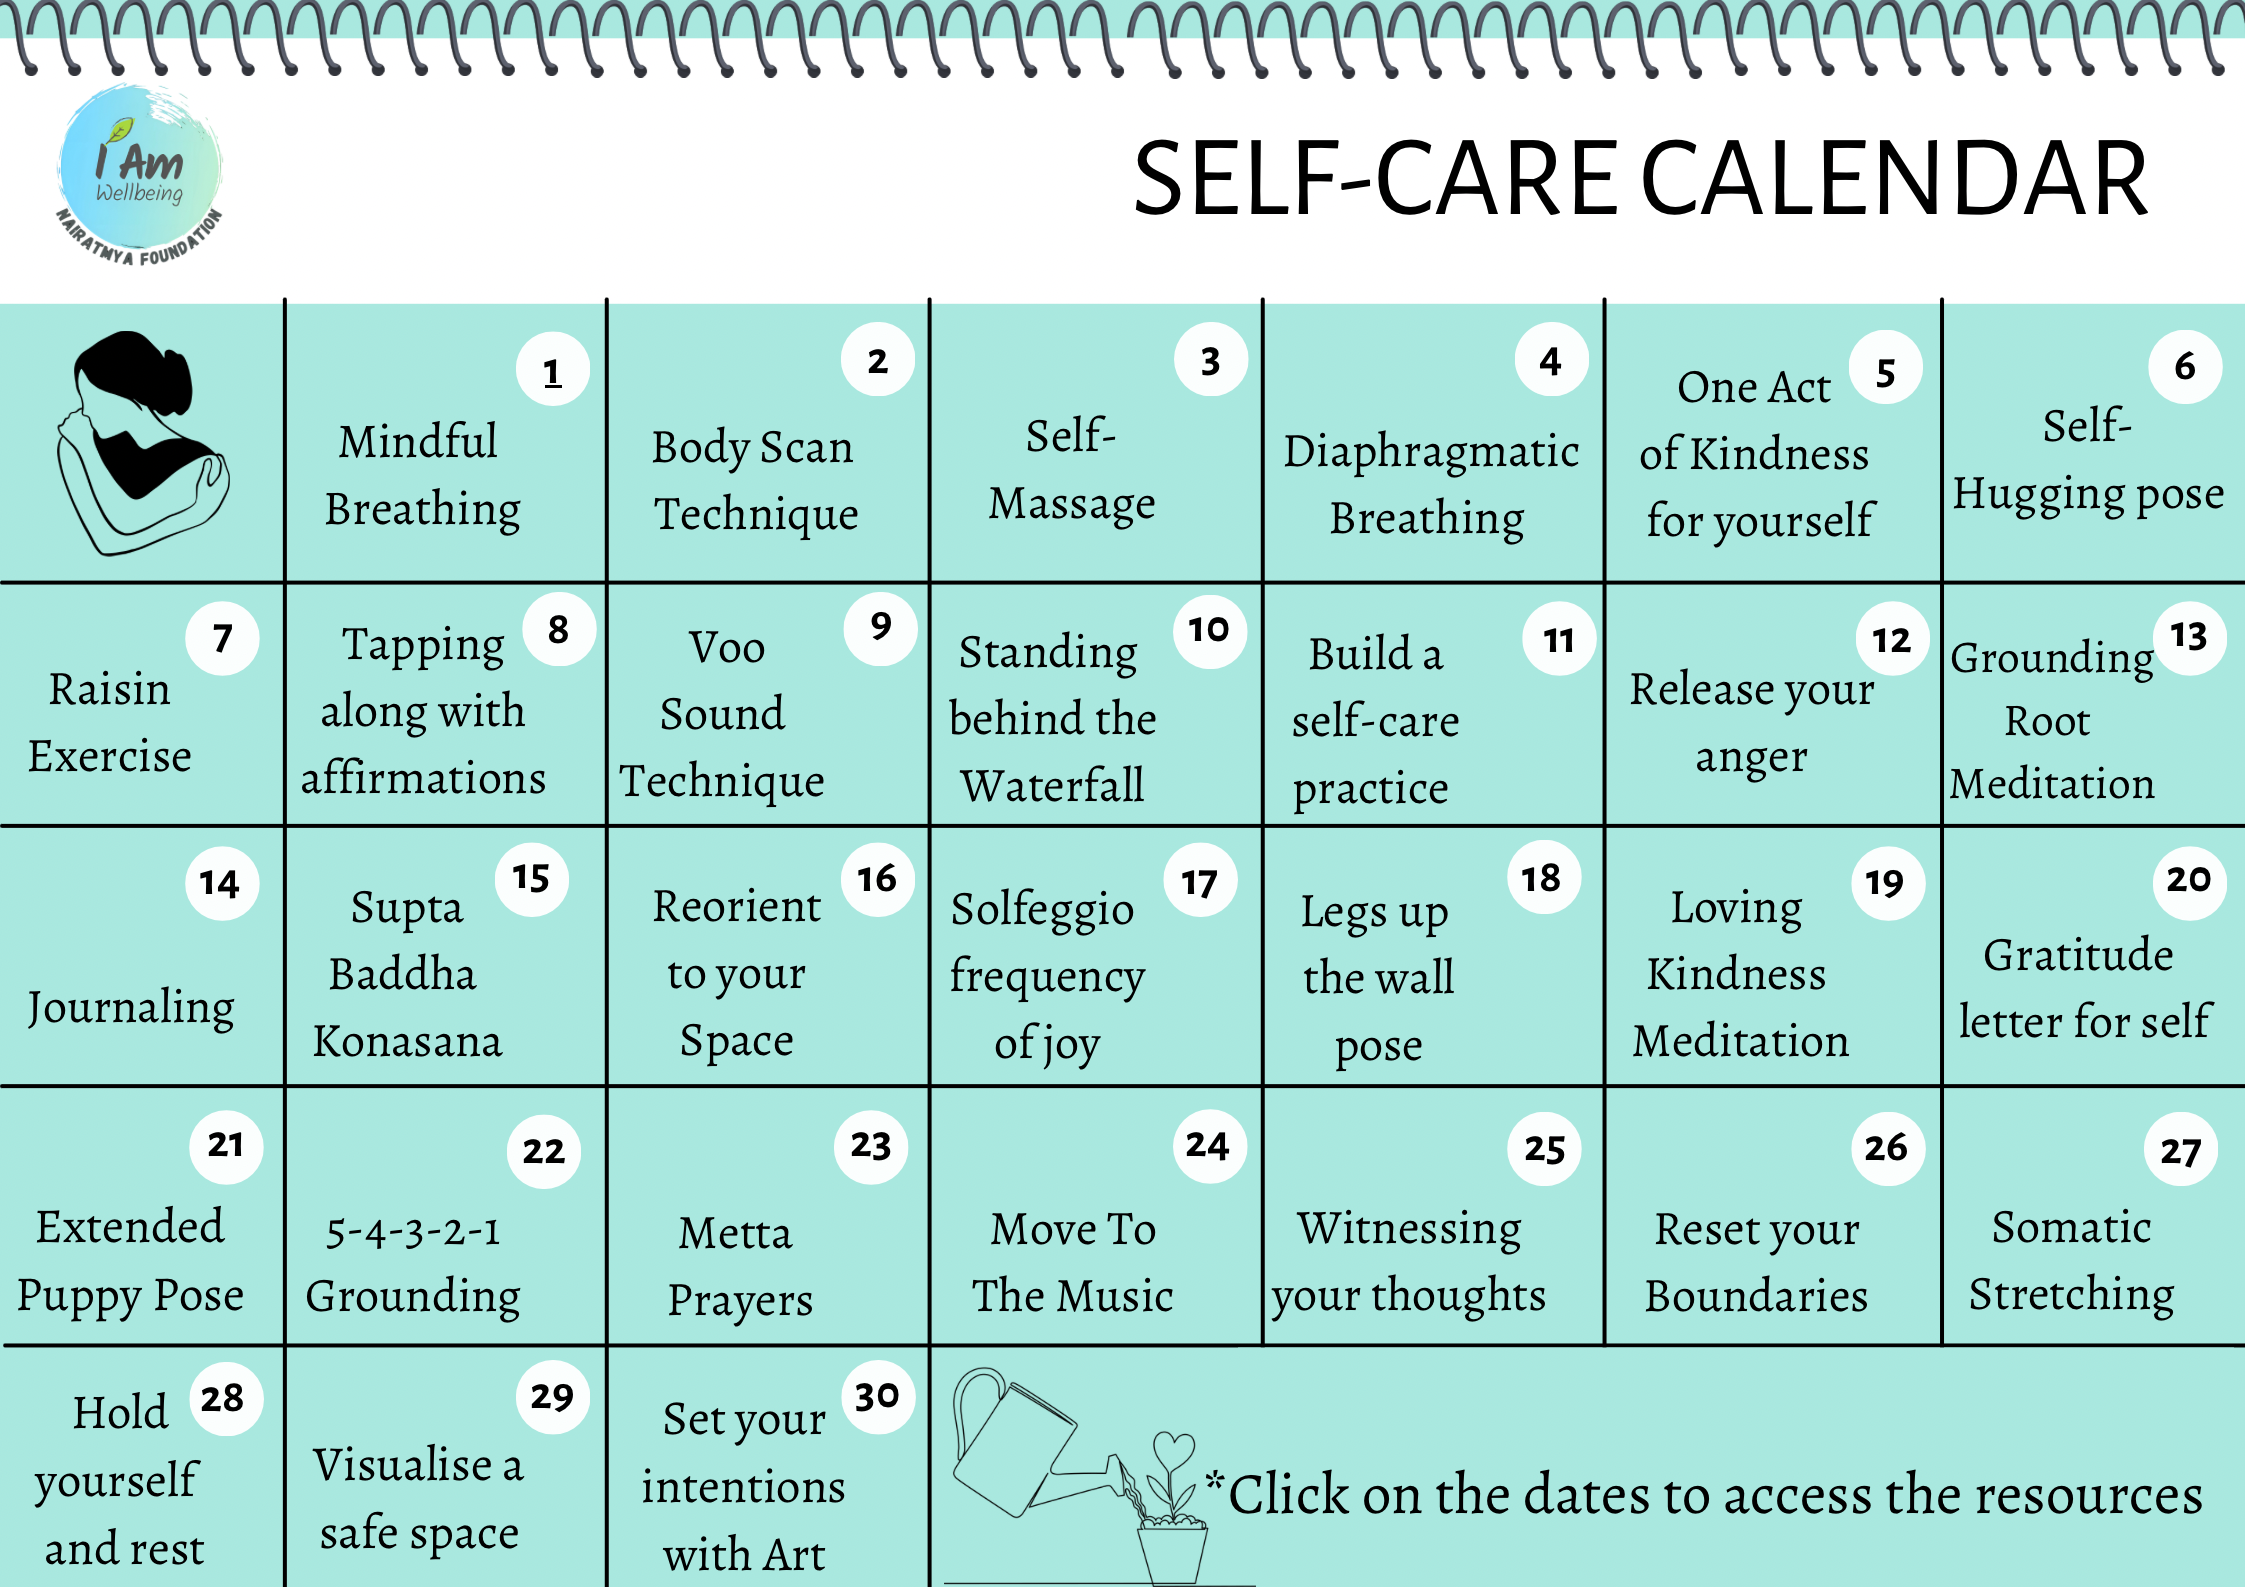 I Am
Wellbeing
NAIRATMYA FOUNDATION
SELF-CARE CALENDAR
1
Mindful
Breathing
2
Body Scan
Technique
3
Self-
Massage
4
Diaphragmatic
Breathing
5
One Act
of Kindness
for yourself
6
Self-
Hugging pose
7
Raisin
Exercise
8
Tapping
along with
affirmations
9
Voo
Sound
Technique
10
Standing
behind the
Waterfall
11
Build a
self-care
practice
12
Release your
anger
13
Grounding
Root
Meditation
14
Journaling
15
Supta
Baddha
Konasana
16
Reorient
to your
Space
17
Solfeggio
frequency
of joy
18
Legs up
the wall
pose
19
Loving
Kindness
Meditation
20
Gratitude
letter for self
21
Extended
Puppy Pose
22
5-4-3-2-1
Grounding
23
Metta
Prayers
24
Move To
The Music
25
Witnessing
your thoughts
26
Reset your
Boundaries
27
Somatic
Stretching
28
Hold
yourself
and rest
29
Visualise a
safe space
30
Set your
intentions
with Art
*Click on the dates to access the resources